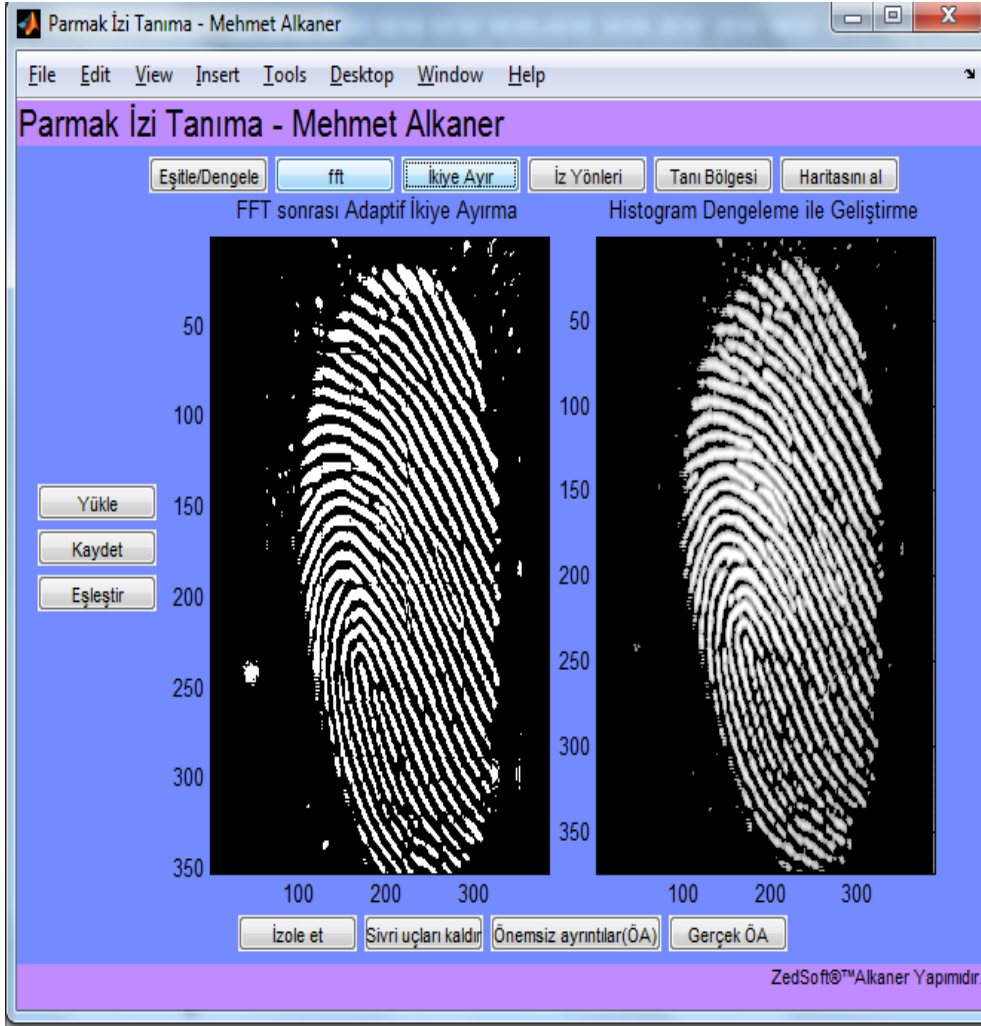 Parmak İzi Tanıma - Mehmet Alkaner
File Edit View Insert Tools Desktop Window Help
Parmak İzi Tanıma - Mehmet Alkaner
Eşitle/Dengele fft İkiye Ayır İz Yönleri Tanı Bölgesi Haritasını al
FFT sonrası Adaptif İkiye Ayırma Histogram Dengeleme ile Geliştirme
50 50
100 100
150 150
Yükle
Kaydet
Eşleştir
200 200
250 250
300 300
350 350
100 200 300 100 200 300
İzole et Sivri uçları kaldır Önemsiz ayrıntılar(ÖA) Gerçek ÖA
ZedSoft®™Alkaner Yapımıdır.